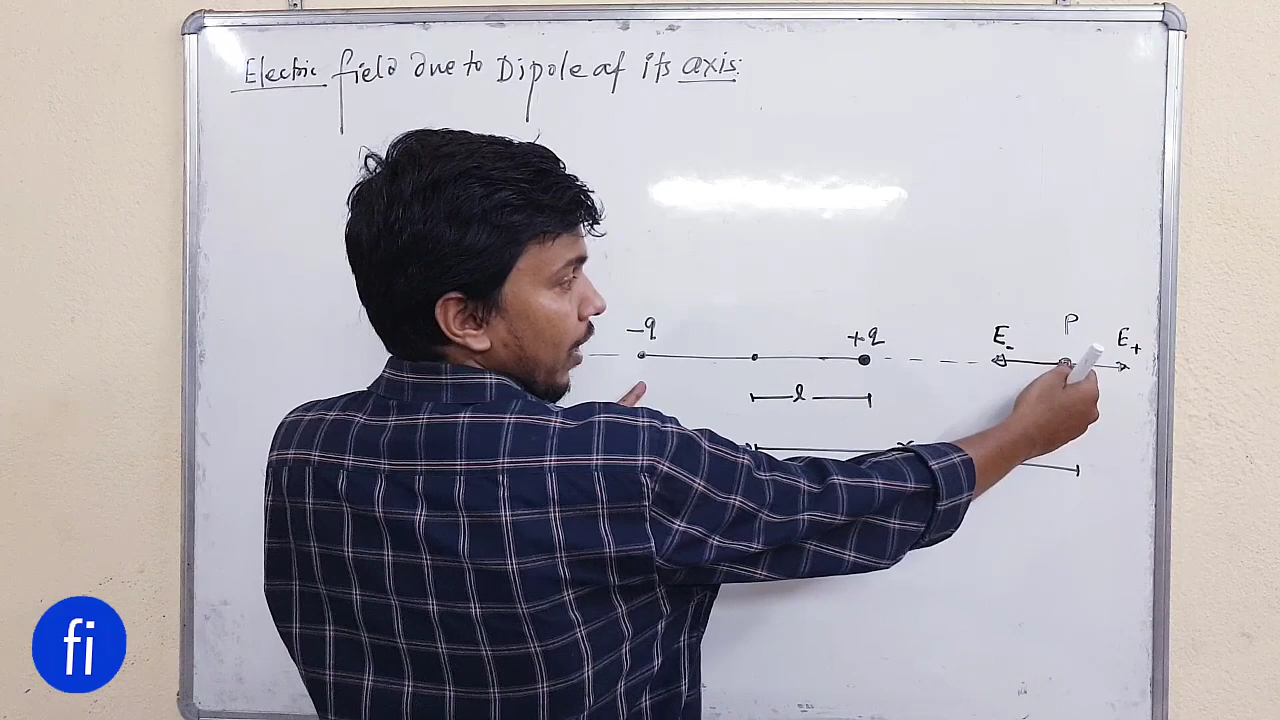 Electric field due to Dipole at its axis:
-q +q E- P E+
l
fi